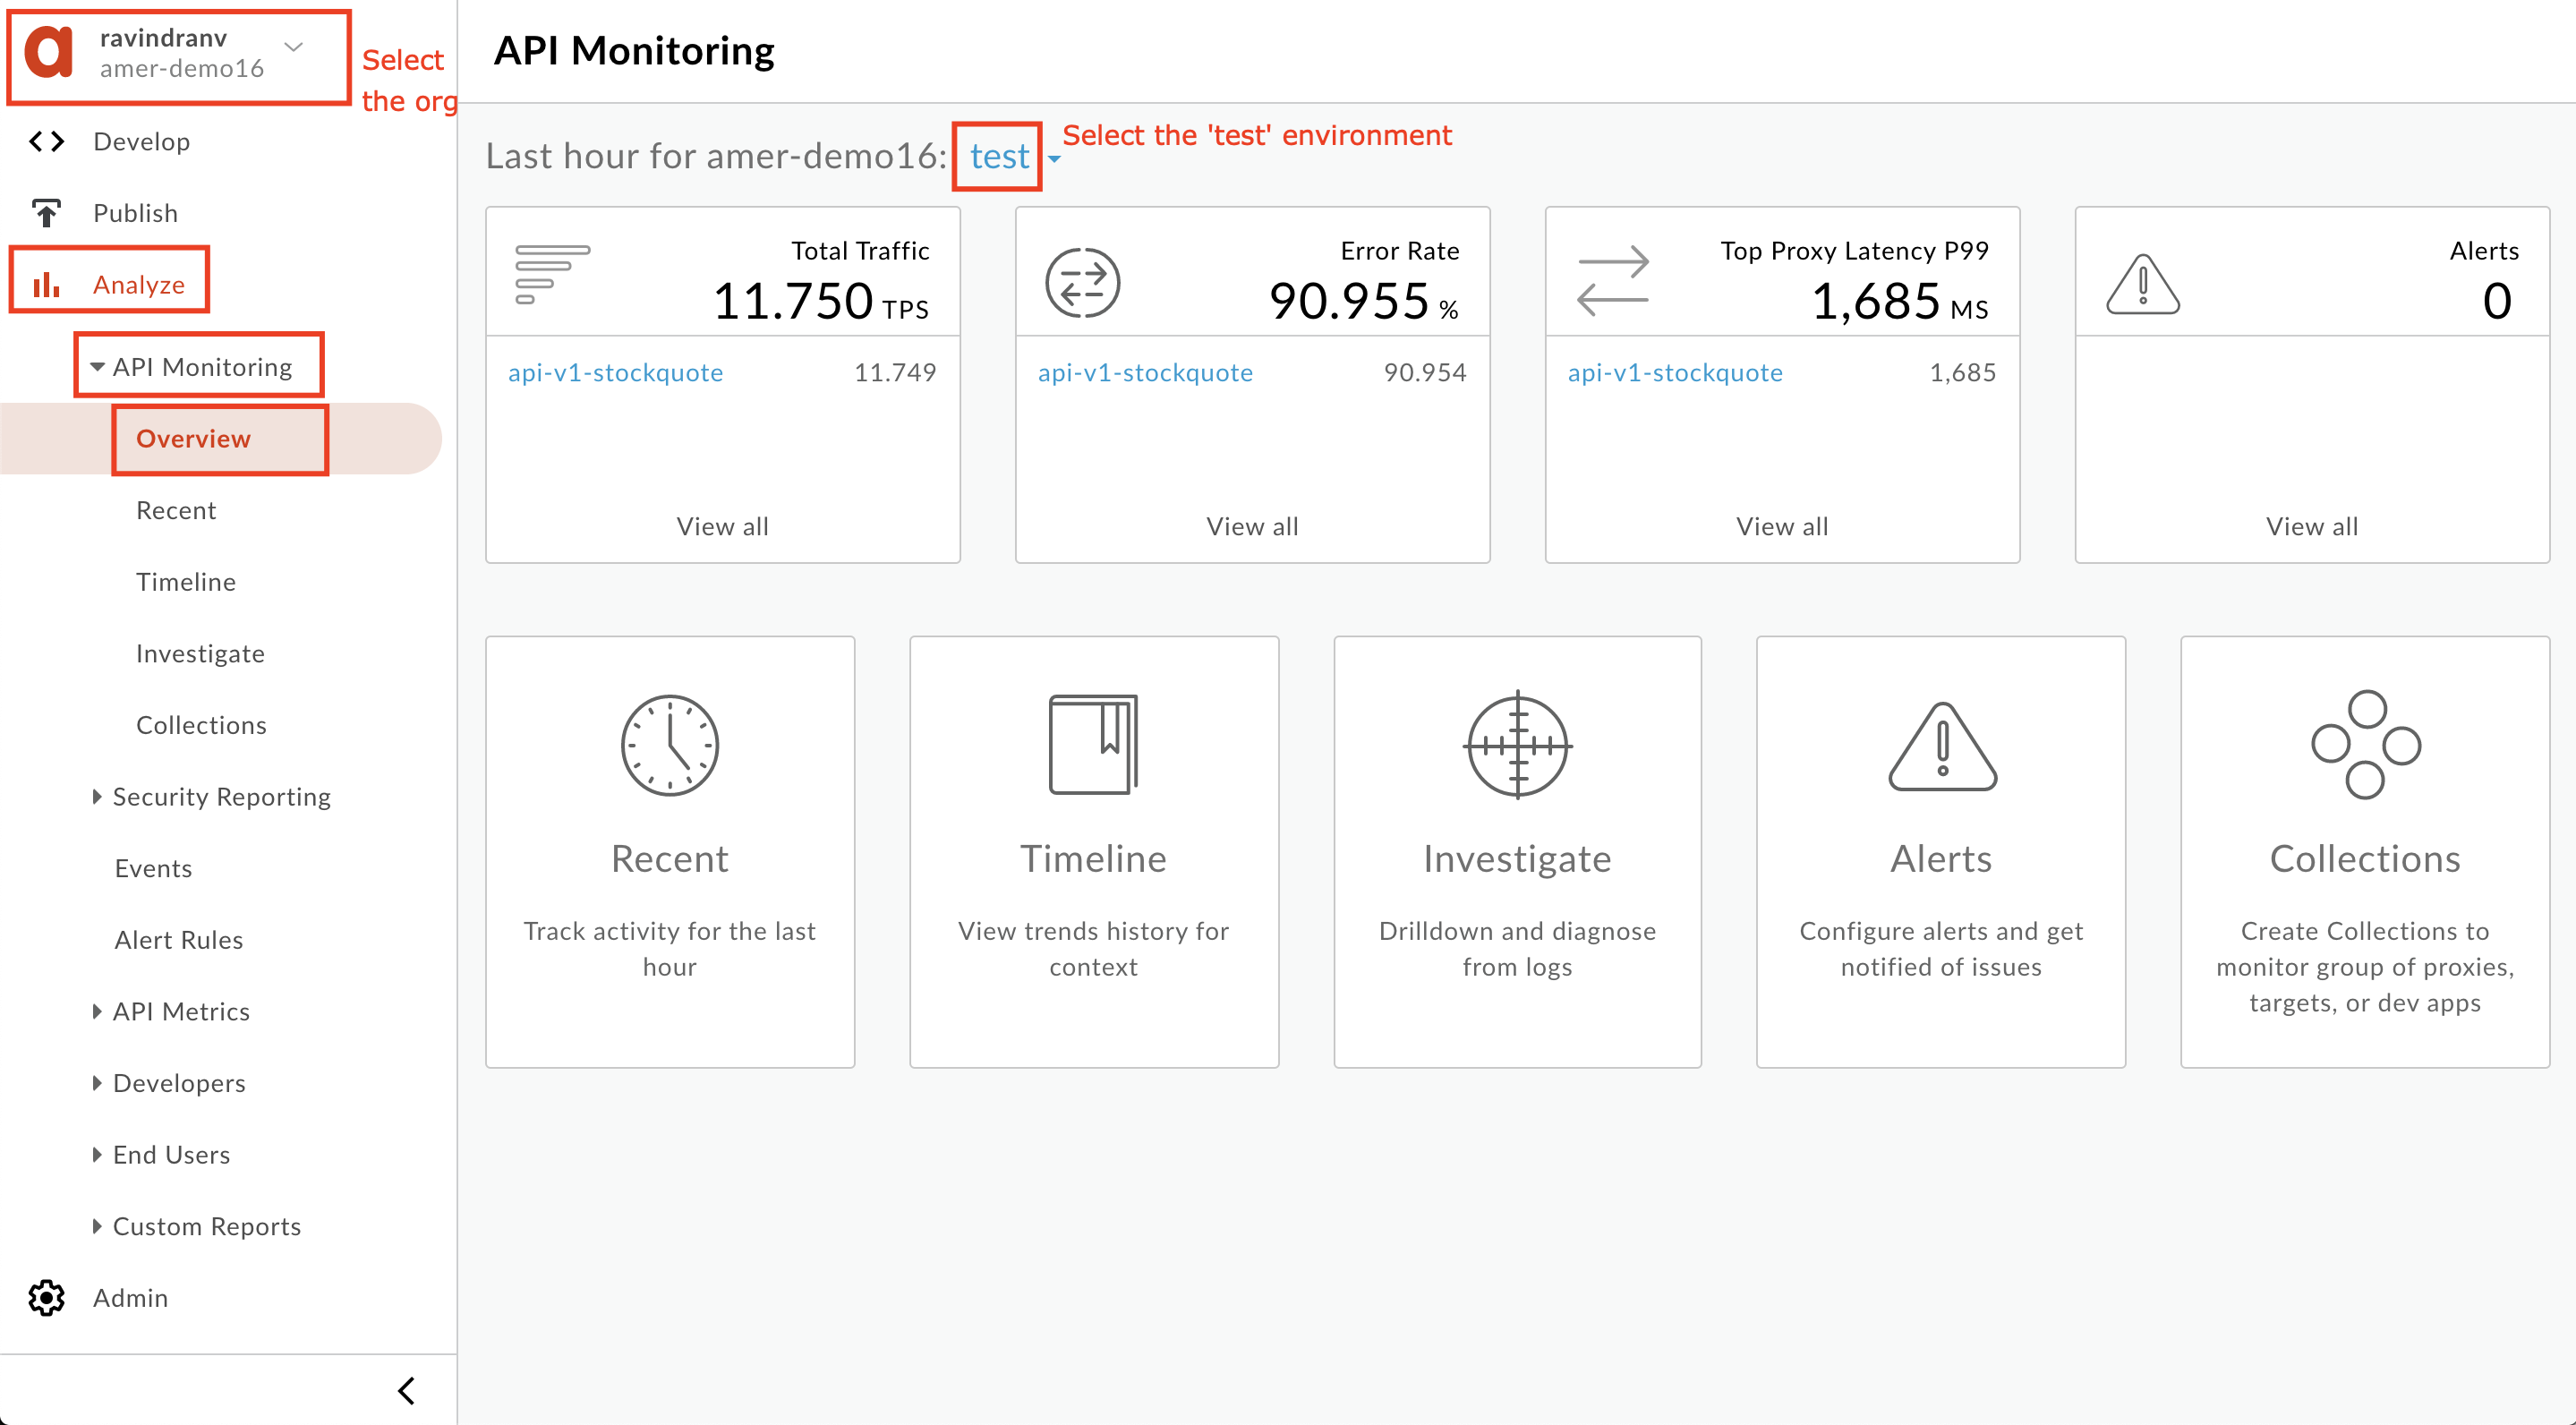 ravindranv
amer-demo16
Select
the org
Develop
Publish
Analyze
API Monitoring
Overview
Recent
Timeline
Investigate
Collections
Security Reporting
Events
Alert Rules
API Metrics
Developers
End Users
Custom Reports
Admin
API Monitoring
Last hour for amer-demo16: test
Select the 'test' environment
Total Traffic
11.750 TPS
api-v1-stockquote 11.749
View all
Error Rate
90.955 %
api-v1-stockquote 90.954
View all
Top Proxy Latency P99
1,685 MS
api-v1-stockquote 1,685
View all
Alerts
0
View all
Recent
Track activity for the last
hour
Timeline
View trends history for
context
Investigate
Drilldown and diagnose
from logs
Alerts
Configure alerts and get
notified of issues
Collections
Create Collections to
monitor group of proxies,
targets, or dev apps